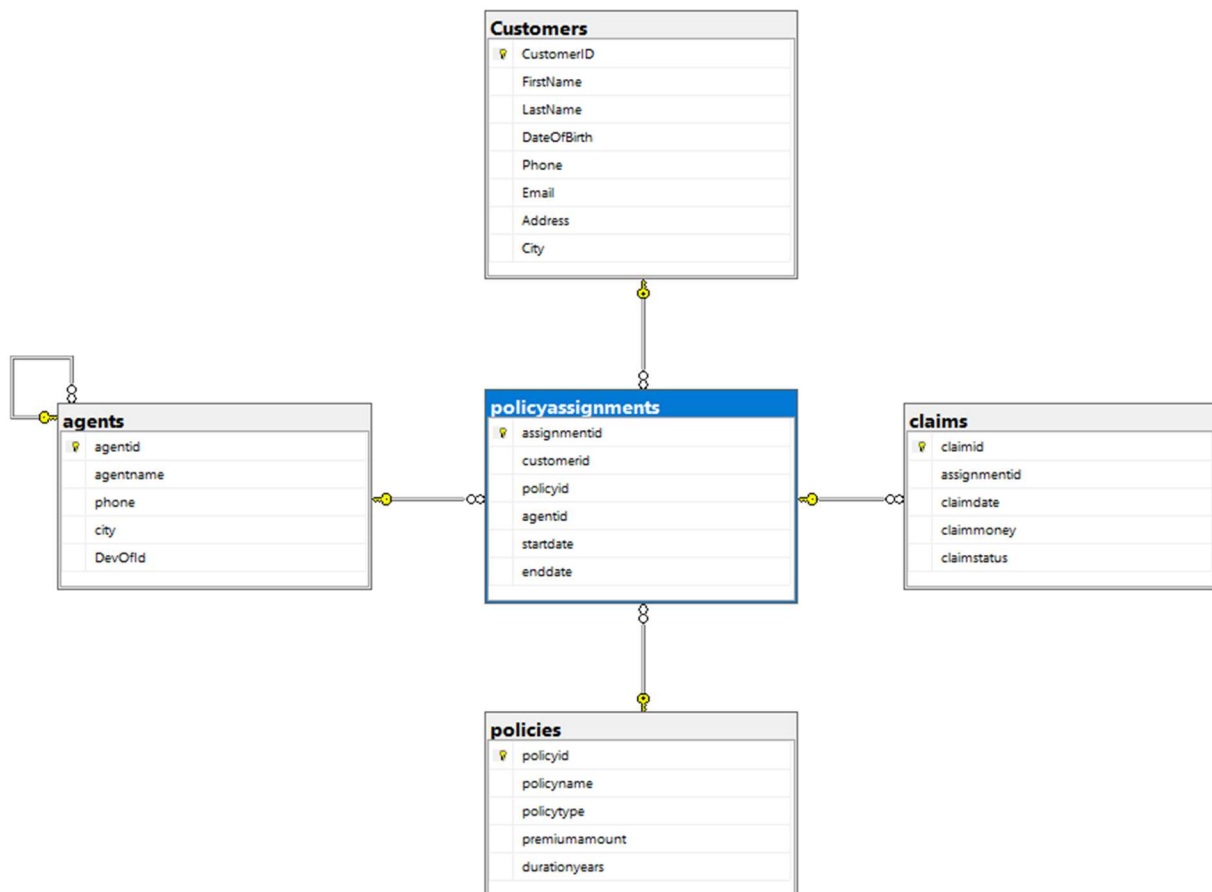 Customers
CustomerID
FirstName
LastName
DateOfBirth
Phone
Email
Address
City
agents
agentid
agentname
phone
city
DevOfId
policyassignments
assignmentid
customerid
policyid
agentid
startdate
enddate
claims
claimid
assignmentid
claimdate
claimmoney
claimstatus
policies
policyid
policyname
policytype
premiumamount
durationyears